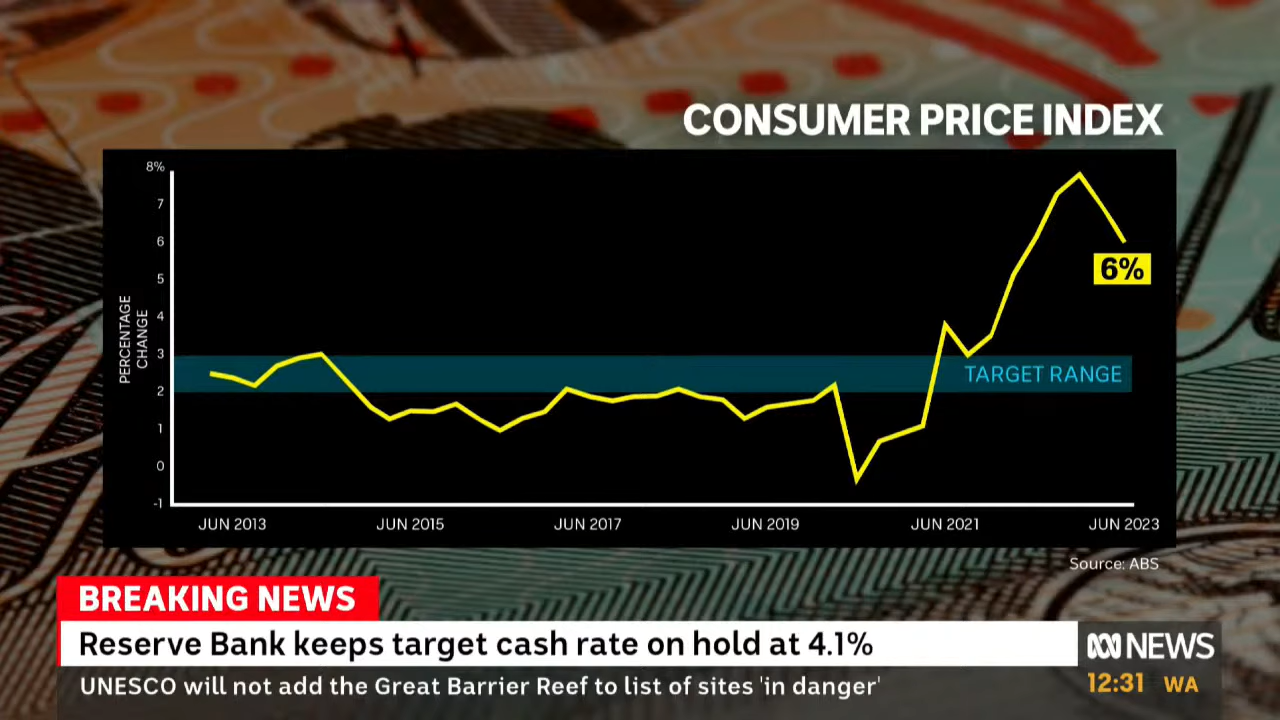 CONSUMER PRICE INDEX
8%
7
6
5
4
3
2
1
0
-1
PERCENTAGE
CHANGE
6%
TARGET RANGE
JUN 2013
JUN 2015
JUN 2017
JUN 2019
JUN 2021
JUN 2023
Source: ABS
BREAKING NEWS
Reserve Bank keeps target cash rate on hold at 4.1%
NEWS
UNESCO will not add the Great Barrier Reef to list of sites 'in danger'
12:31 WA